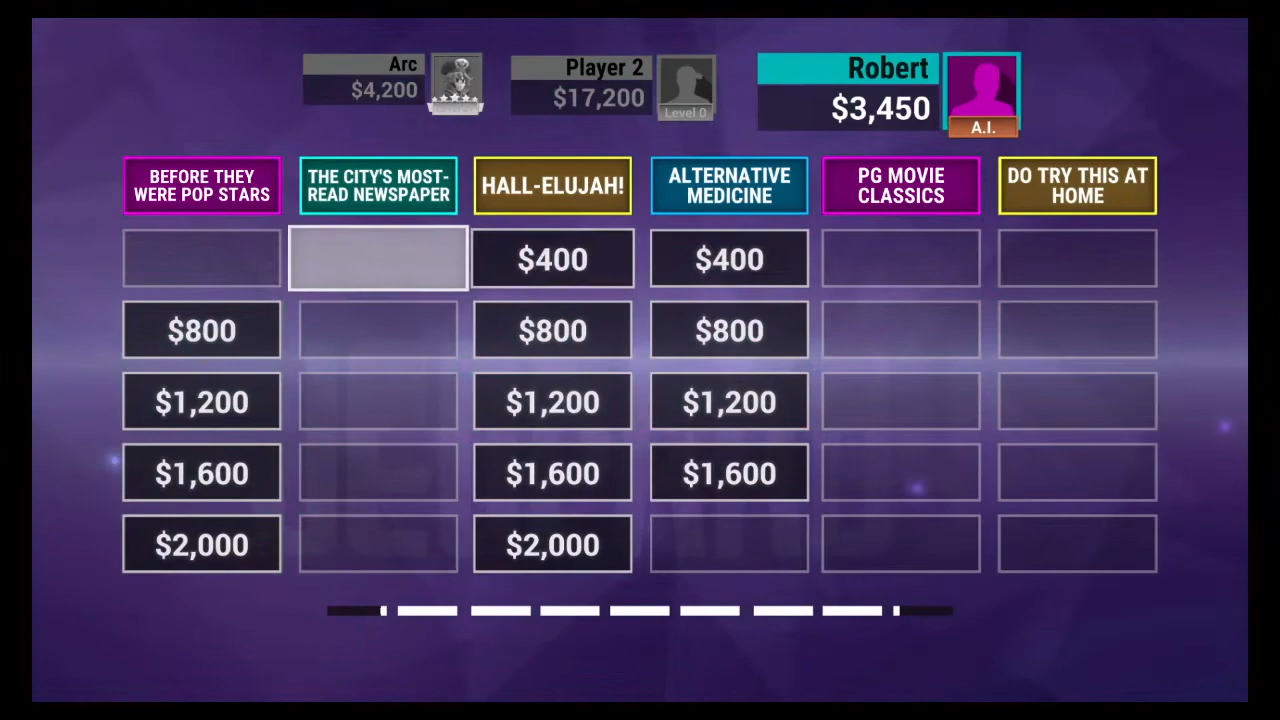 Arc
$4,200
Player 2
$17,200
Level 0
Robert
$3,450
A.I.
BEFORE THEY
WERE POP STARS
THE CITY'S MOST-
READ NEWSPAPER
HALL-ELUJAH!
ALTERNATIVE
MEDICINE
PG MOVIE
CLASSICS
DO TRY THIS AT
HOME
$400
$400
$800
$800
$800
$1,200
$1,200
$1,200
$1,600
$1,600
$1,600
$2,000
$2,000